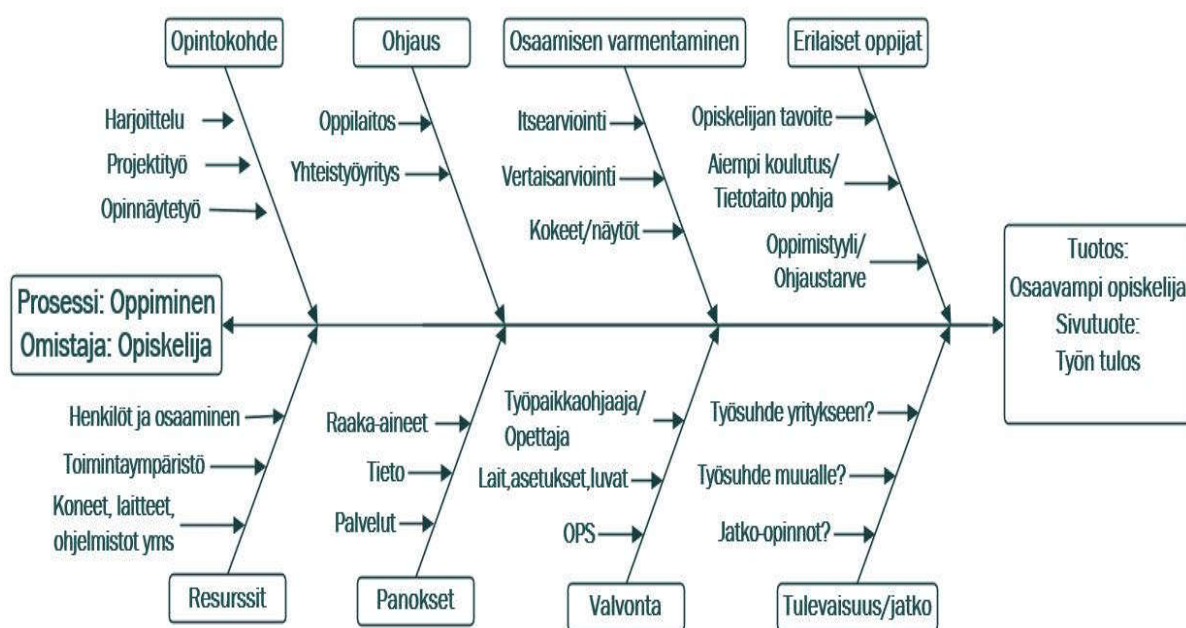 Opintokohde
Ohjaus
Osaamisen varmentaminen
Erilaiset oppijat
Harjoittelu
Projektityö
Opinnäytetyö
Oppilaitos
Yhteistyöyritys
Itsearviointi
Vertaisarviointi
Kokeet/näytöt
Opiskelijan tavoite
Aiempi koulutus/
Tietotaito pohja
Oppimistyyli/
Ohjaustarve
Prosessi: Oppiminen
Omistaja: Opiskelija
Tuotos:
Osaavampi opiskelija
Sivutuote:
Työn tulos
Henkilöt ja osaaminen
Toimintaympäristö
Koneet, laitteet,
ohjelmistot yms
Raaka-aineet
Tieto
Palvelut
Työpaikkaohjaaja/
Opettaja
Lait,asetukset,luvat
OPS
Työsuhde yritykseen?
Työsuhde muualle?
Jatko-opinnot?
Resurssit
Panokset
Valvonta
Tulevaisuus/jatko